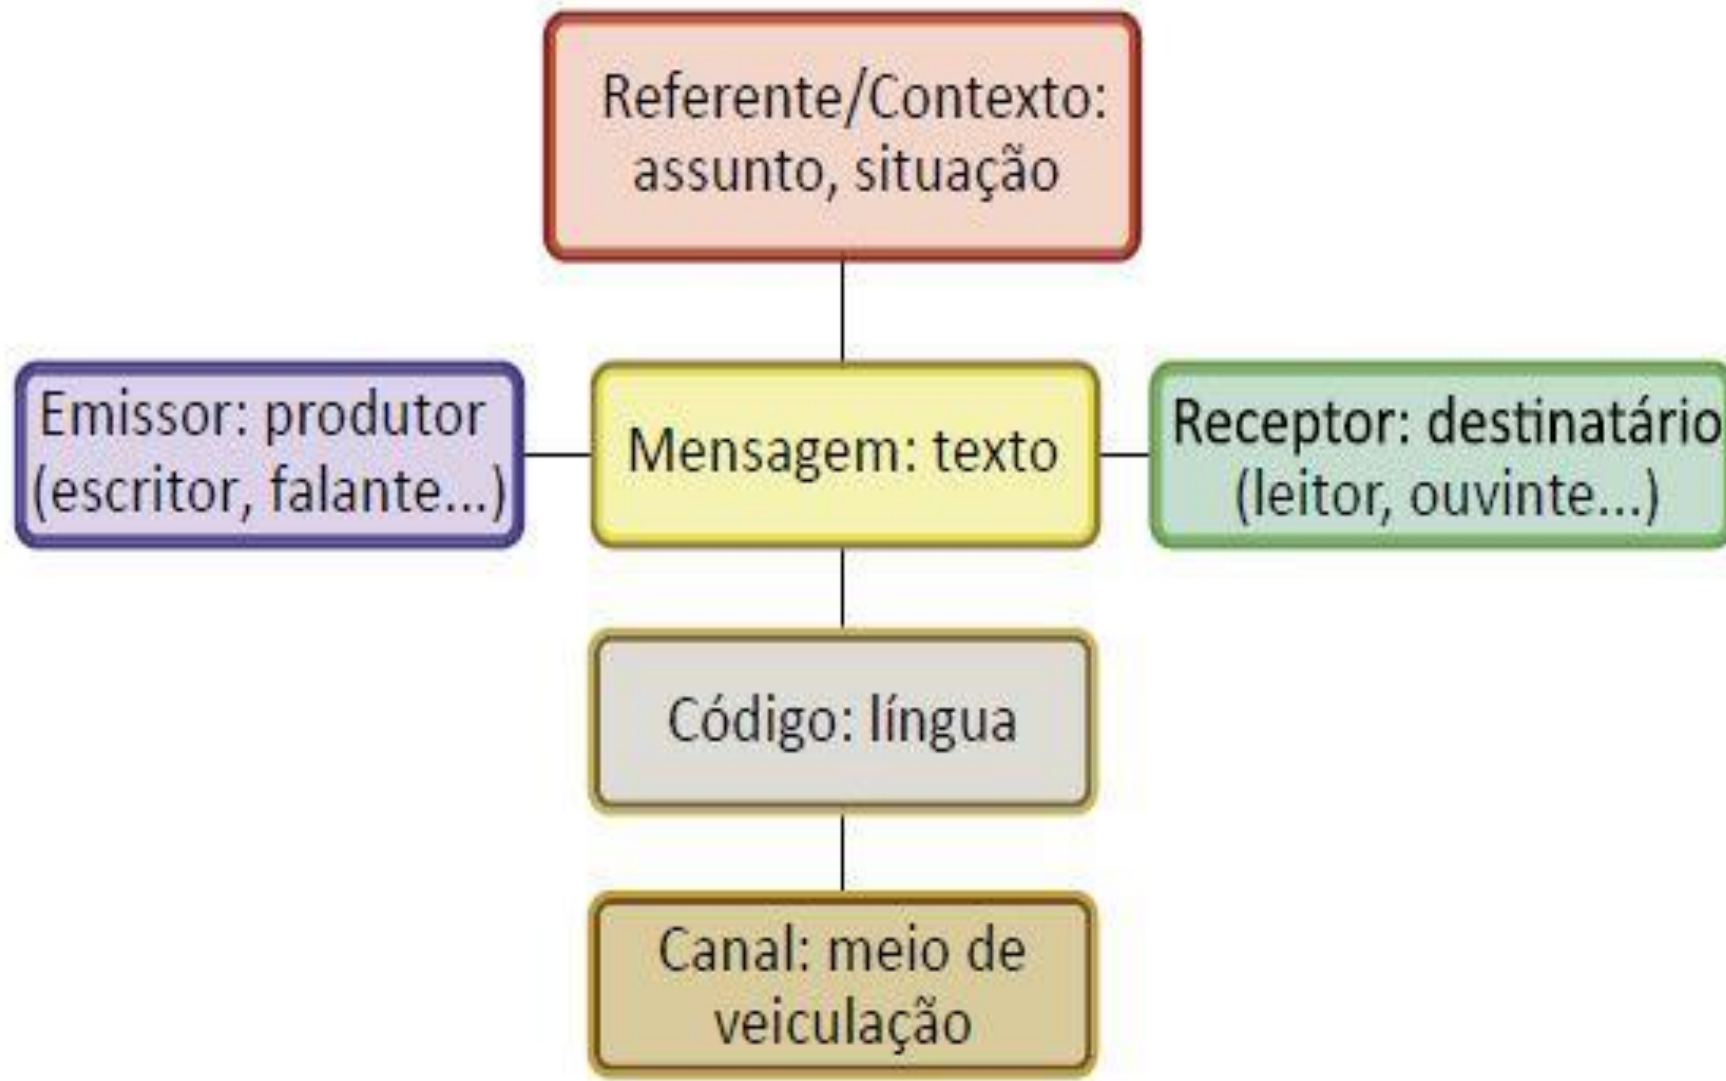 Referente/Contexto:
assunto, situação
Emissor: produtor
(escritor, falante...)
Mensagem: texto
Receptor: destinatário
(leitor, ouvinte...)
Código: língua
Canal: meio de
veiculação